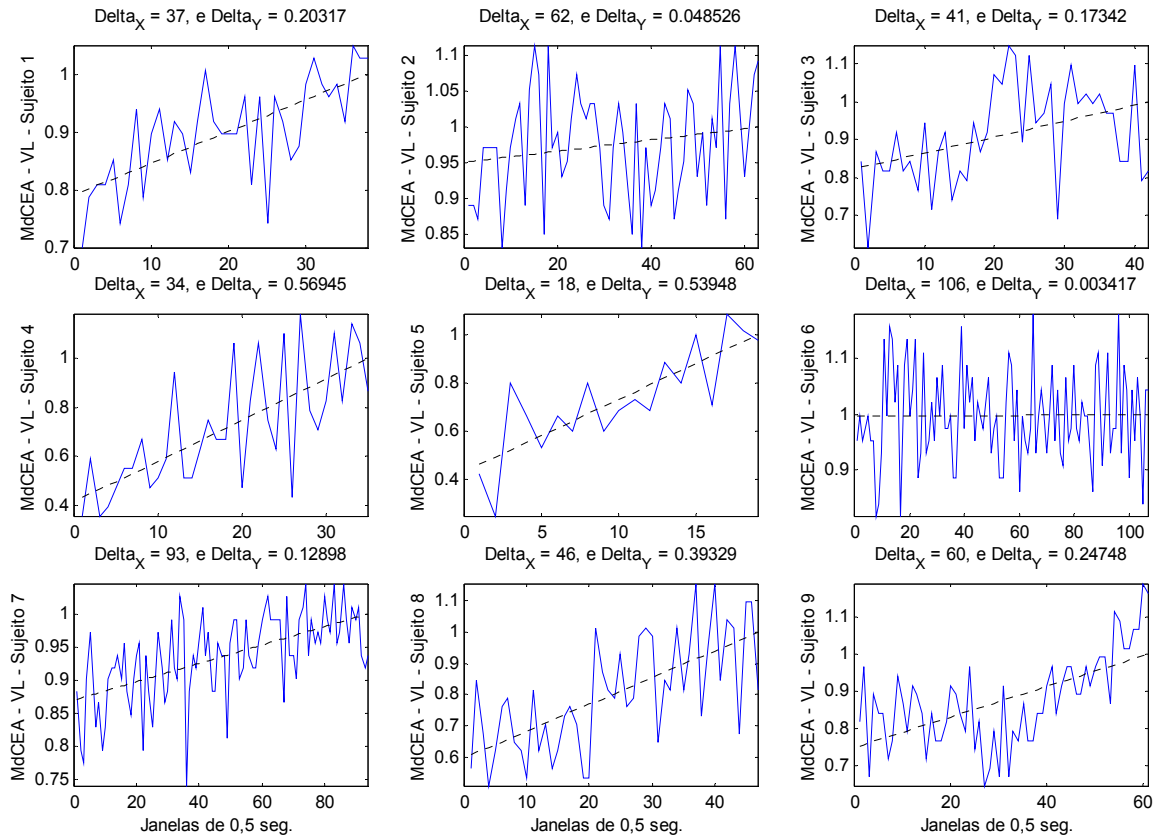 Delta_X = 37, e Delta_Y = 0.20317
MdCEA - VL - Sujeito 1
1
0.9
0.8
0.7
0 10 20 30
Delta_X = 62, e Delta_Y = 0.048526
MdCEA - VL - Sujeito 2
1.1
1.05
1
0.95
0.9
0.85
0 20 40 60
Delta_X = 41, e Delta_Y = 0.17342
MdCEA - VL - Sujeito 3
1.1
1
0.9
0.8
0.7
0 10 20 30 40
Delta_X = 34, e Delta_Y = 0.56945
MdCEA - VL - Sujeito 4
1
0.8
0.6
0.4
0 10 20 30
Delta_X = 18, e Delta_Y = 0.53948
MdCEA - VL - Sujeito 5
1
0.8
0.6
0.4
0 5 10 15
Delta_X = 106, e Delta_Y = 0.003417
MdCEA - VL - Sujeito 6
1.1
1
0.9
0 20 40 60 80 100
Delta_X = 93, e Delta_Y = 0.12898
MdCEA - VL - Sujeito 7
1
0.95
0.9
0.85
0.8
0.75
0 20 40 60 80
Janelas de 0,5 seg.
Delta_X = 46, e Delta_Y = 0.39329
MdCEA - VL - Sujeito 8
1.1
1
0.9
0.8
0.7
0.6
0 10 20 30 40
Janelas de 0,5 seg.
Delta_X = 60, e Delta_Y = 0.24748
MdCEA - VL - Sujeito 9
1.1
1
0.9
0.8
0.7
0 20 40 60
Janelas de 0,5 seg.